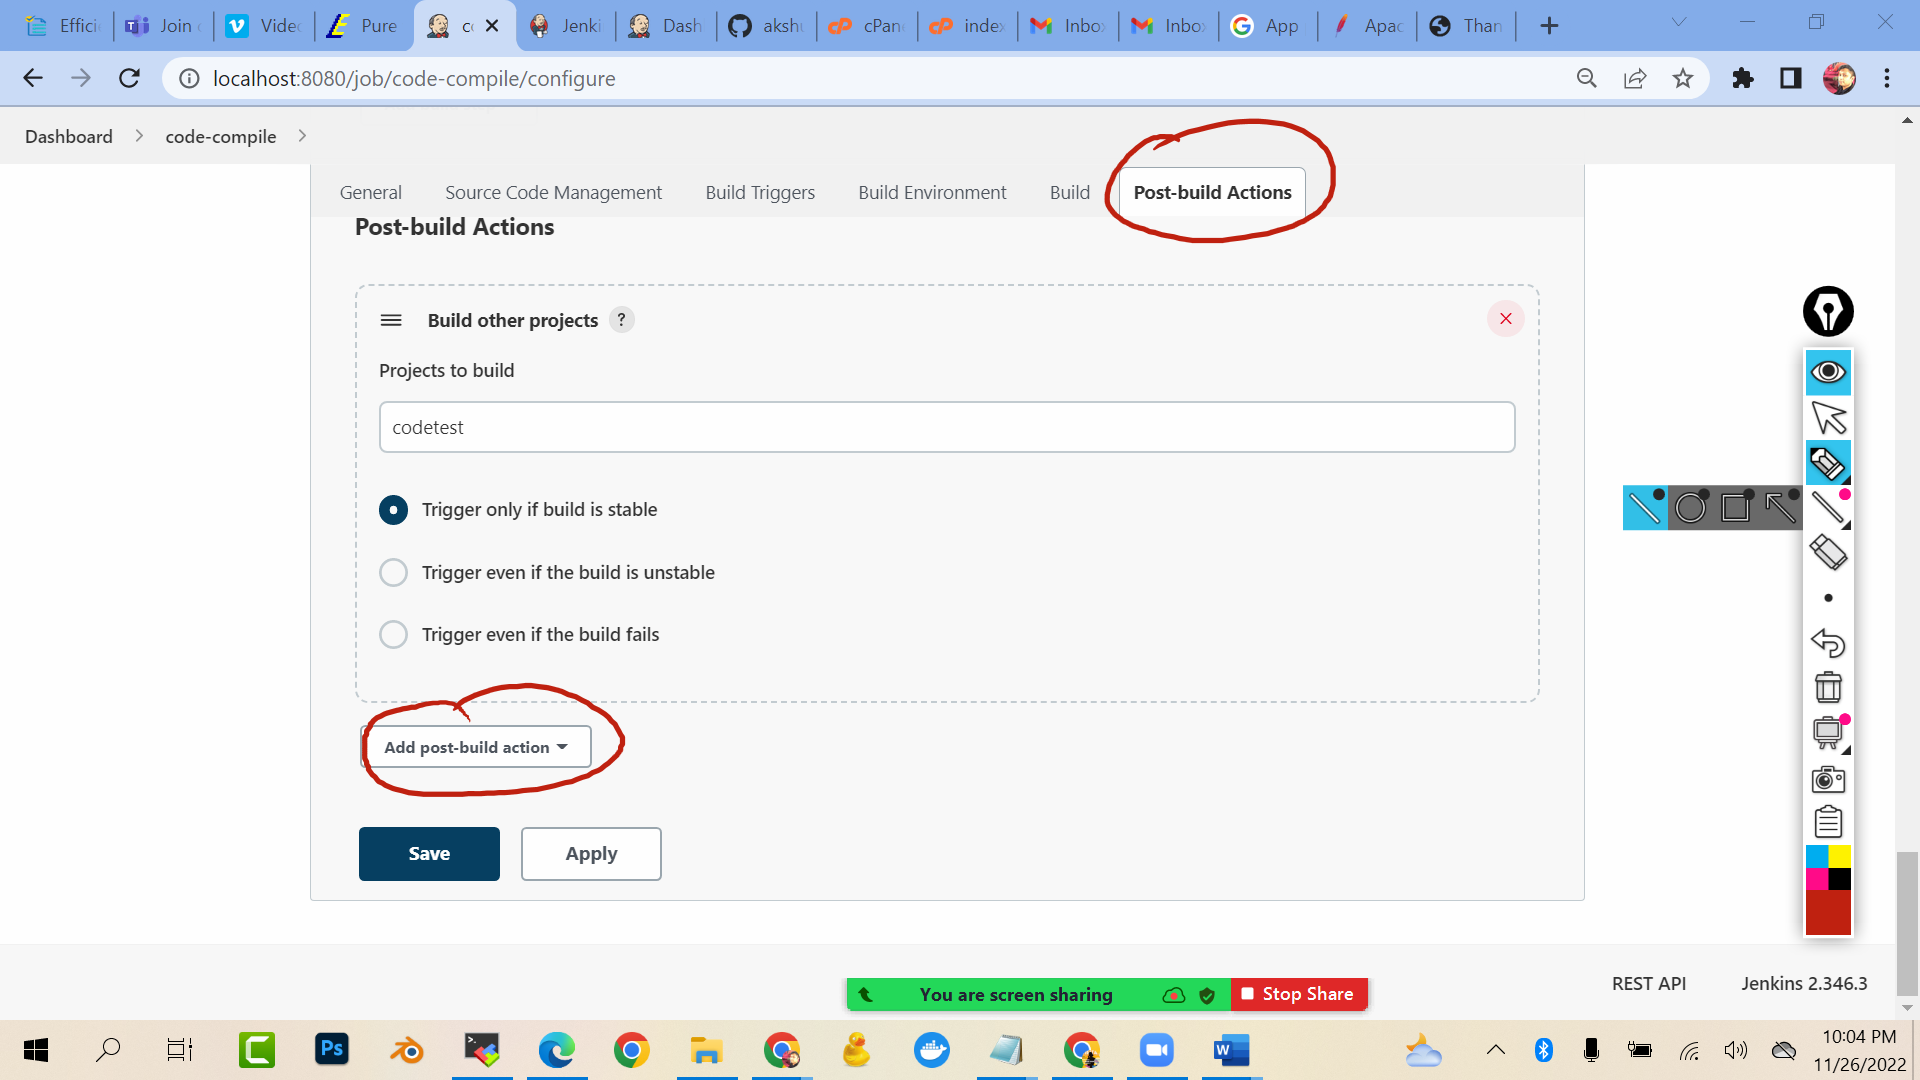 Effici
Join
Vide
Pure
Jenki
Dash
aksh
cPan
index
Inbox
Inbox
App
Apac
Than
localhost:8080/job/code-compile/configure
Dashboard
code-compile
General
Source Code Management
Build Triggers
Build Environment
Build
Post-build Actions
Post-build Actions
Build other projects ?
Projects to build
codetest
Trigger only if build is stable
Trigger even if the build is unstable
Trigger even if the build fails
Add post-build action
Save
Apply
REST API
Jenkins 2.346.3
You are screen sharing
Stop Share
Ps
W
10:04 PM
11/26/2022